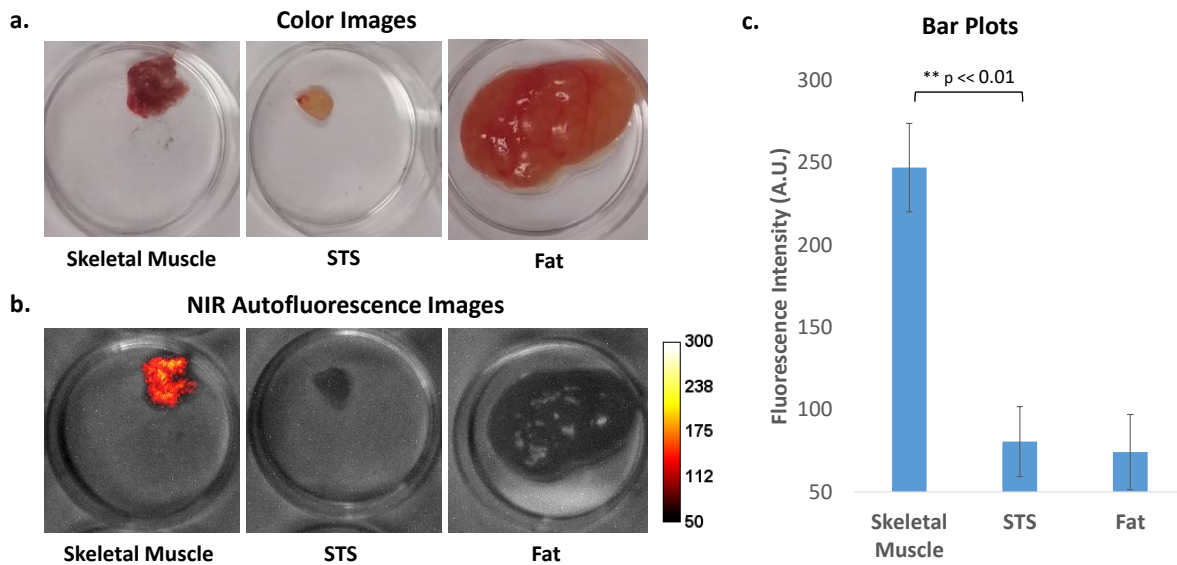 a.
Color Images
Skeletal Muscle
STS
Fat
b.
NIR Autofluorescence Images
300
238
175
112
50
Skeletal Muscle
STS
Fat
c.
Bar Plots
** p << 0.01
Fluorescence Intensity (A.U.)
300
250
200
150
100
50
Skeletal
Muscle
STS
Fat